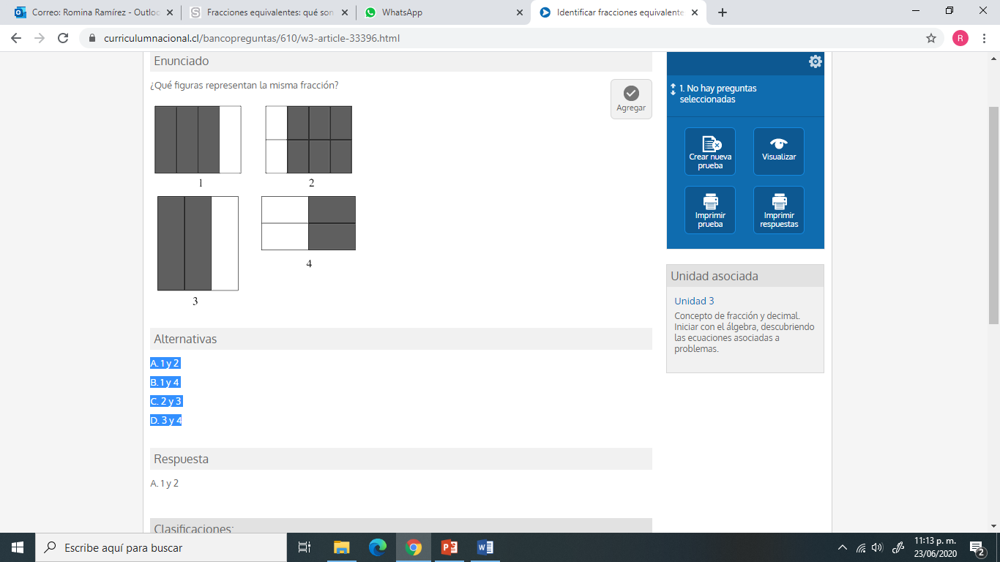 Correo: Romina Ramírez - Outloo
Fracciones equivalentes: qué son
WhatsApp
Identificar fracciones equivalente
curriculumnacional.cl/bancopreguntas/610/w3-article-33396.html
R
Enunciado
¿Qué figuras representan la misma fracción?
Agregar
1
2
3
4
Alternativas
A. 1 y 2
B. 1 y 4
C. 2 y 3
D. 3 y 4
Respuesta
A. 1 y 2
Clasificaciones:
1. No hay preguntas
seleccionadas
Crear nueva
prueba
Visualizar
Imprimir
prueba
Imprimir
respuestas
Unidad asociada
Unidad 3
Concepto de fracción y decimal.
Iniciar con el álgebra, descubriendo
las ecuaciones asociadas a
problemas.
Escribe aquí para buscar
11:13 p. m.
23/06/2020
2